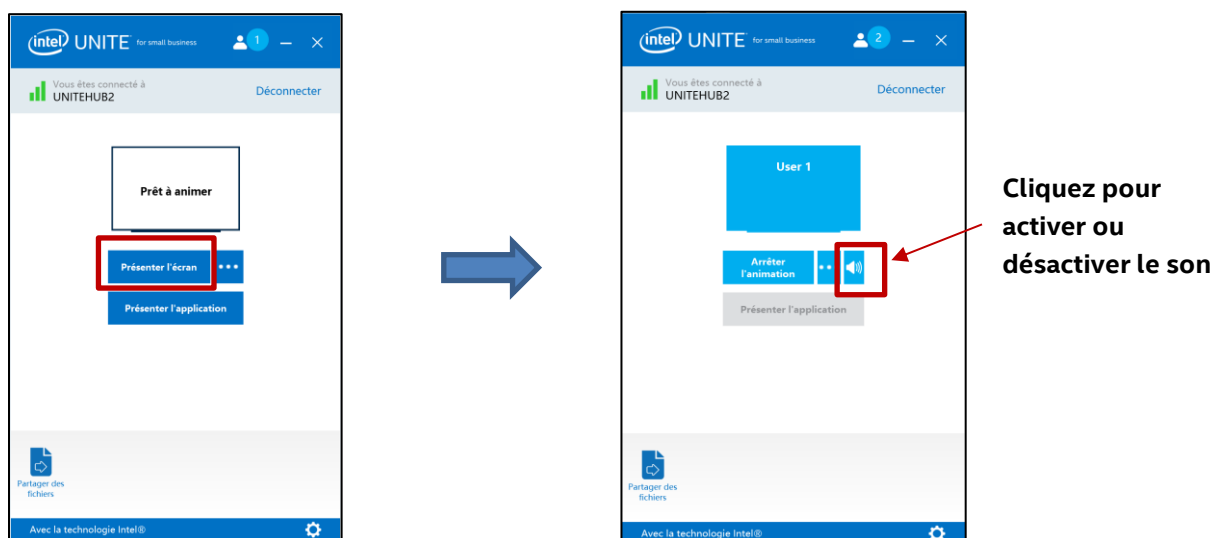 intel UNITE for small business 1
Vous êtes connecté à
UNITEHUB2
Déconnecter
Prêt à animer
Présenter l'écran
Présenter l'application
Partager des
fichiers
Avec la technologie Intel®
intel UNITE for small business 2
Vous êtes connecté à
UNITEHUB2
Déconnecter
User 1
Arrêter
l'animation
Présenter l'application
Partager des
fichiers
Avec la technologie Intel®
Cliquez pour
activer ou
désactiver le son